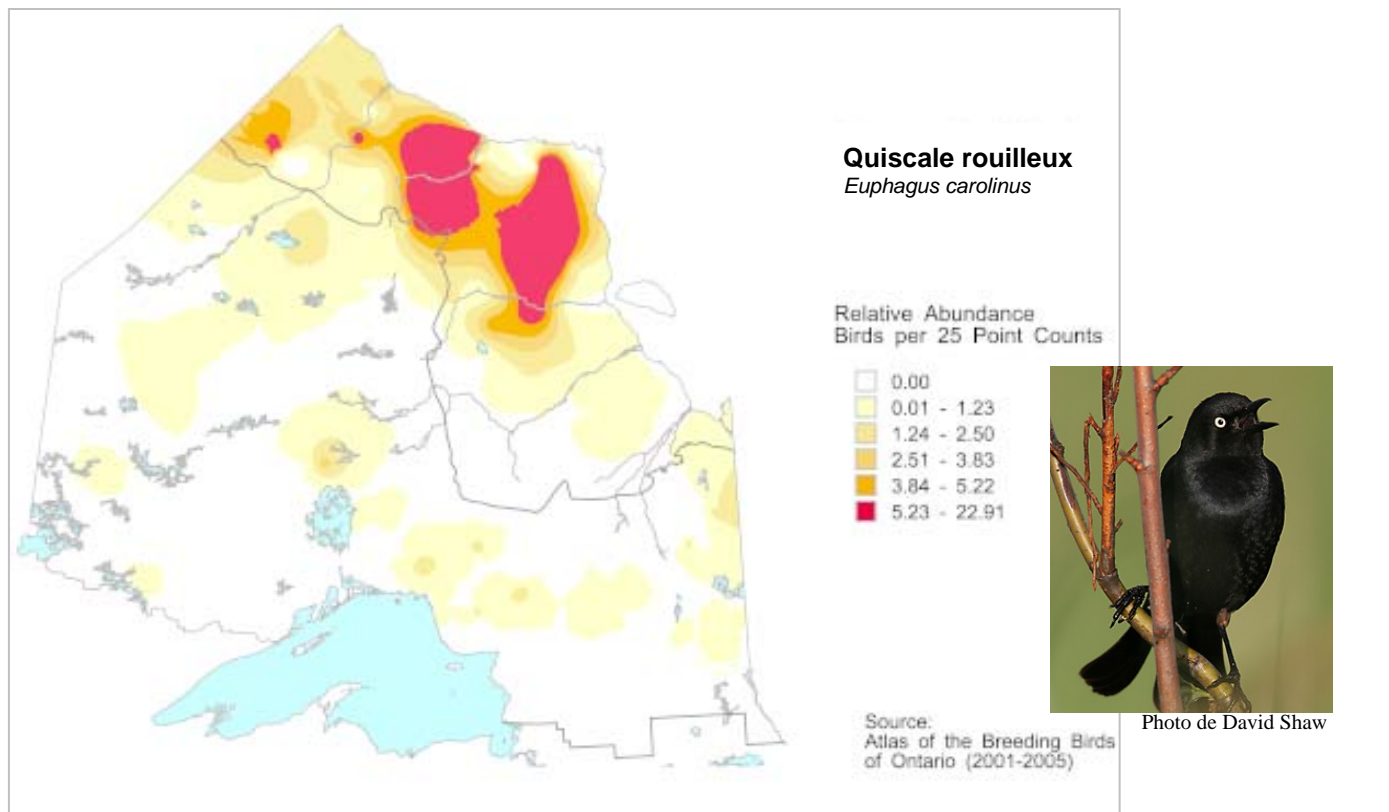 Quiscale rouilleux
Euphagus carolinus
Relative Abundance
Birds per 25 Point Counts
0.00
0.01 - 1.23
1.24 - 2.50
2.51 - 3.83
3.84 - 5.22
5.23 - 22.91
Photo de David Shaw
Source:
Atlas of the Breeding Birds
of Ontario (2001-2005)